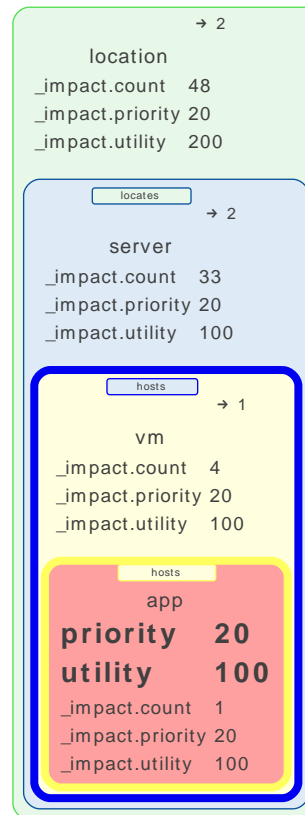 → 2
location
_impact.count 48
_impact.priority 20
_impact.utility 200
locates
→ 2
server
_impact.count 33
_impact.priority 20
_impact.utility 100
hosts
→ 1
vm
_impact.count 4
_impact.priority 20
_impact.utility 100
hosts
app
priority 20
utility 100
_impact.count 1
_impact.priority 20
_impact.utility 100